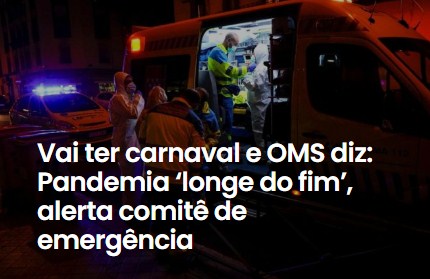 Vai ter carnaval e OMS diz:
Pandemia ‘longe do fim’,
alerta comitê de
emergência